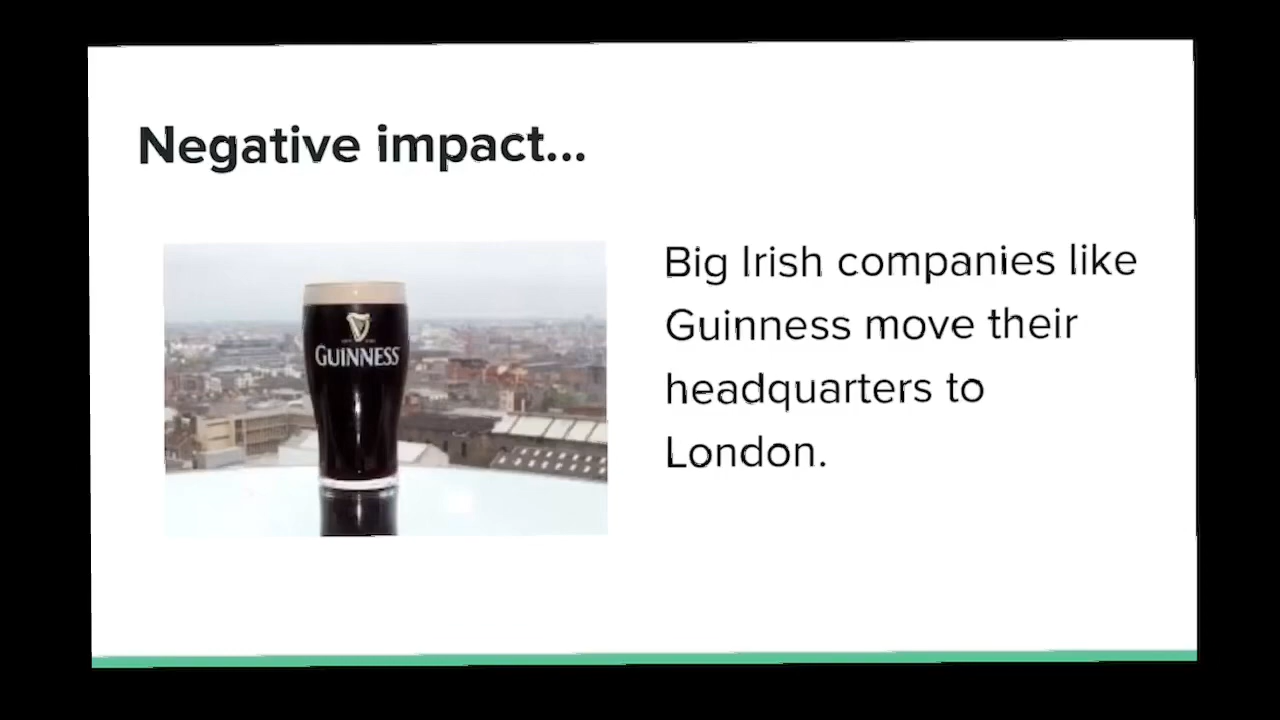 Negative impact...
GUINNESS
Big Irish companies like
Guinness move their
headquarters to
London.